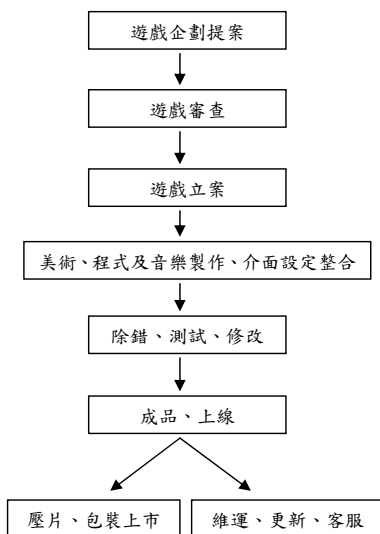 遊戲企劃提案
遊戲審查
遊戲立案
美術、程式及音樂製作、介面設定整合
除錯、測試、修改
成品、上線
壓片、包裝上市
維運、更新、客服